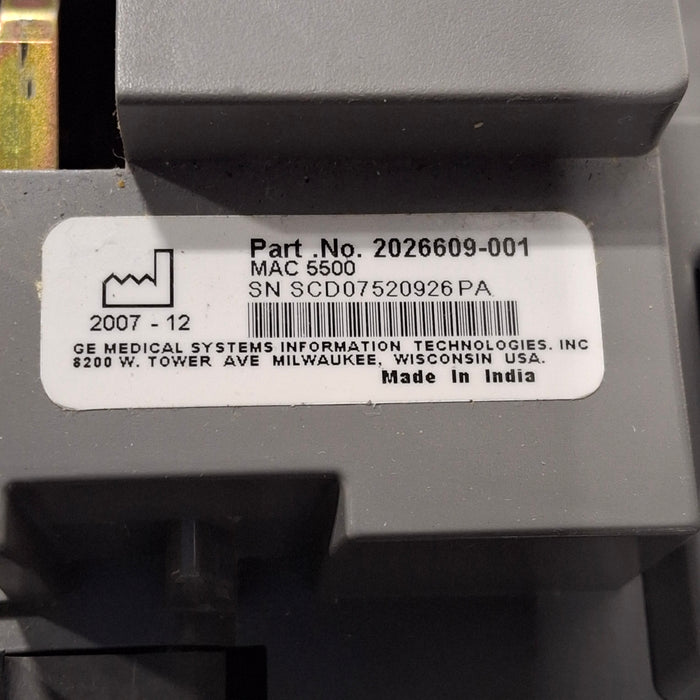 Part .No. 2026609-001
MAC 5500
SN SCD07520926PA
2007 - 12
GE MEDICAL SYSTEMS INFORMATION TECHNOLOGIES. INC
8200 W. TOWER AVE MILWAUKEE, WISCONSIN USA.
Made In India